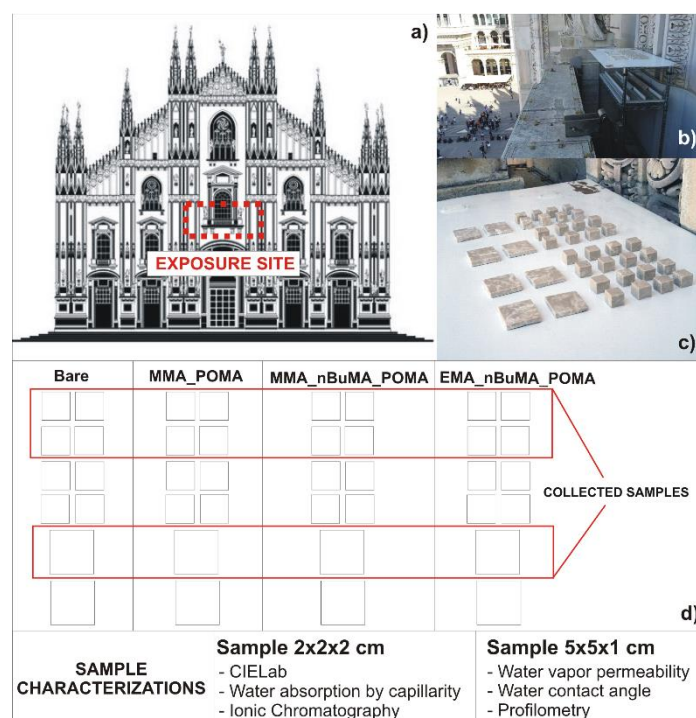 a)
EXPOSURE SITE
b)
c)
Bare MMA_POMA MMA_nBuMA_POMA EMA_nBuMA_POMA
COLLECTED SAMPLES
d)
SAMPLE
CHARACTERIZATIONS
Sample 2x2x2 cm
- CIELab
- Water absorption by capillarity
- Ionic Chromatography
Sample 5x5x1 cm
- Water vapor permeability
- Water contact angle
- Profilometry